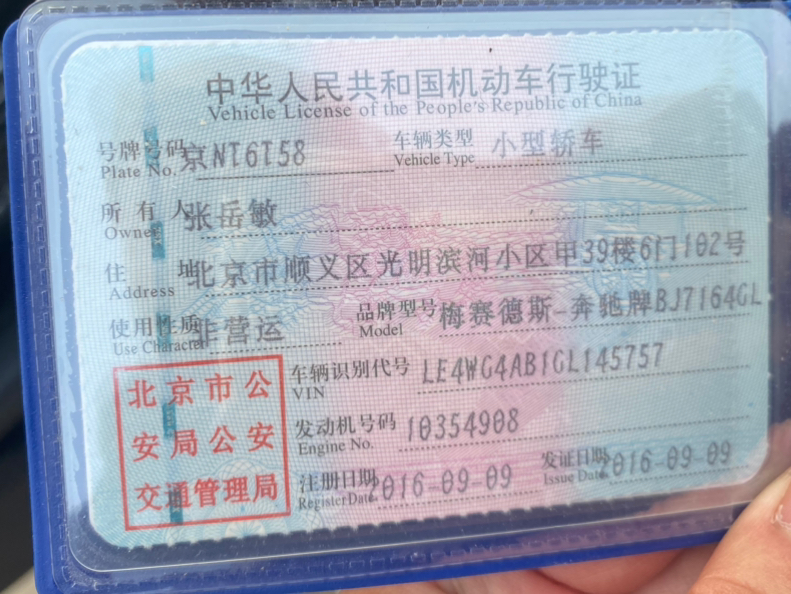 中华人民共和国机动车行驶证
Vehicle License of the People's Republic of China
号牌号码 京N16158 车辆类型 小型轿车
Plate No. Vehicle Type
所有人 张岳敏
Owner
住 地 北京市顺义区光明滨河小区甲39楼6门102号
Address
使用性质 非营运 品牌型号 梅赛德斯-奔驰牌BJ7164GL
Use Character Model
北京市公
安局公安
交通管理局
车辆识别代号 LE4WG4AB1GL145757
VIN
发动机号码 10354908
Engine No.
注册日期 2016-09-09 发证日期 2016-09-09
Register Date Issue Date